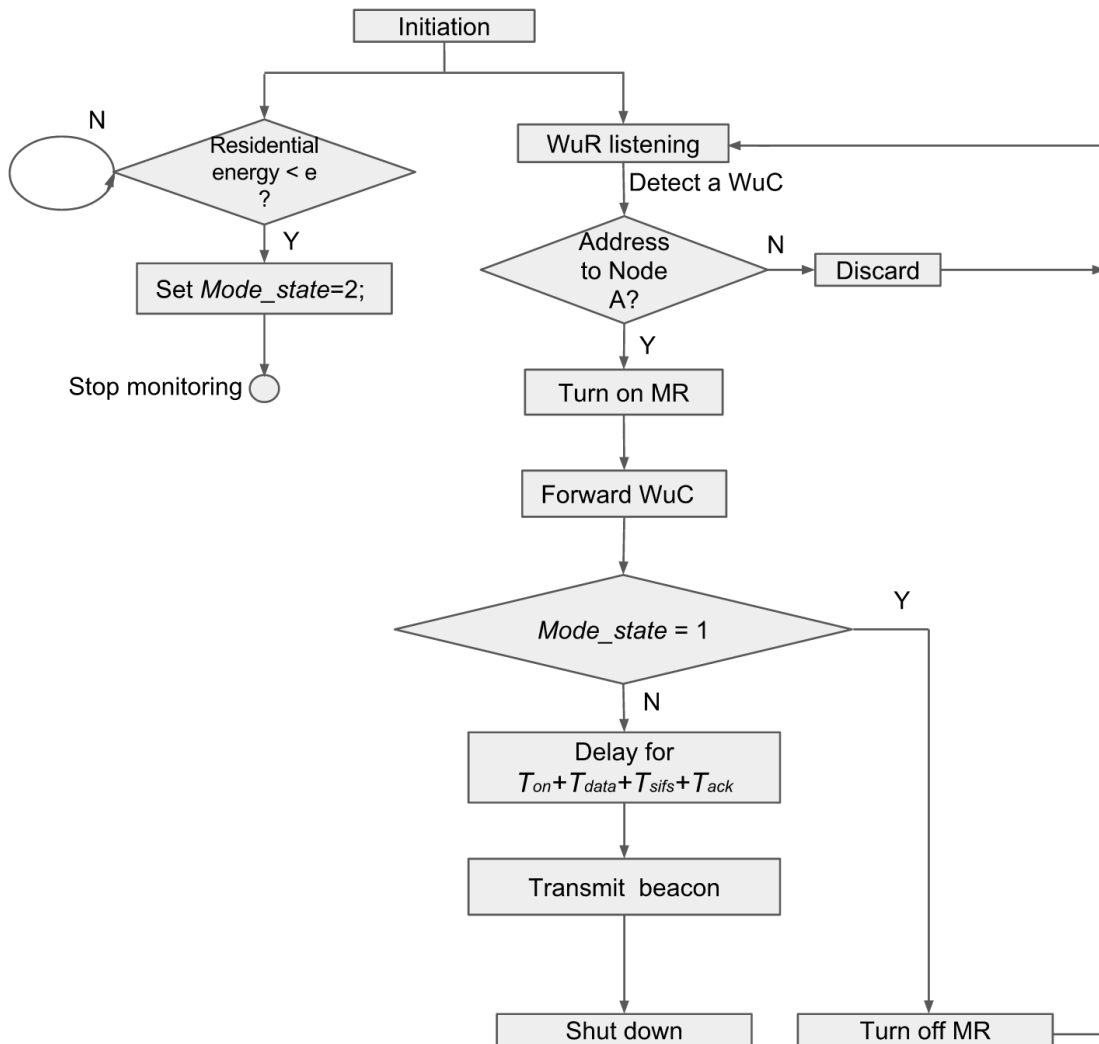 Initiation
N
Residential
energy < e
?
Y
Set Mode_state=2;
Stop monitoring
WuR listening
Detect a WuC
Address
to Node
A?
N
Discard
Y
Turn on MR
Forward WuC
Mode_state = 1
Y
N
Delay for
Ton+Tdata+Tsifs+Tack
Transmit beacon
Shut down
Turn off MR